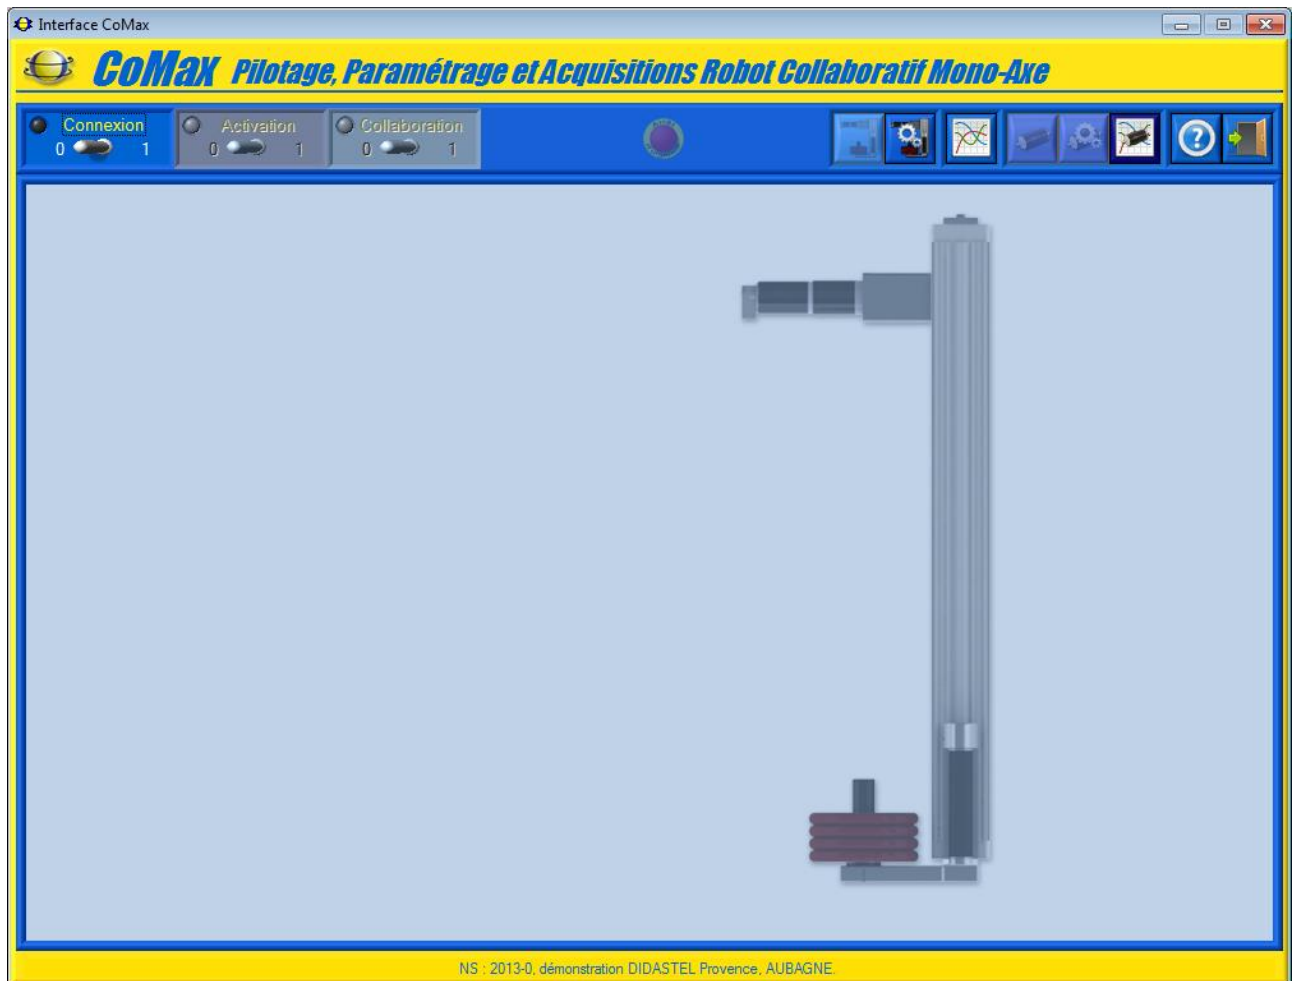 Interface CoMax
CoMax Pilotage, Paramétrage et Acquisitions Robot Collaboratif Mono-Axe
Connexion
0 1
Activation
0 1
Collaboration
0 1
?
NS : 2013-0, démonstration DIDASTEL Provence, AUBAGNE.